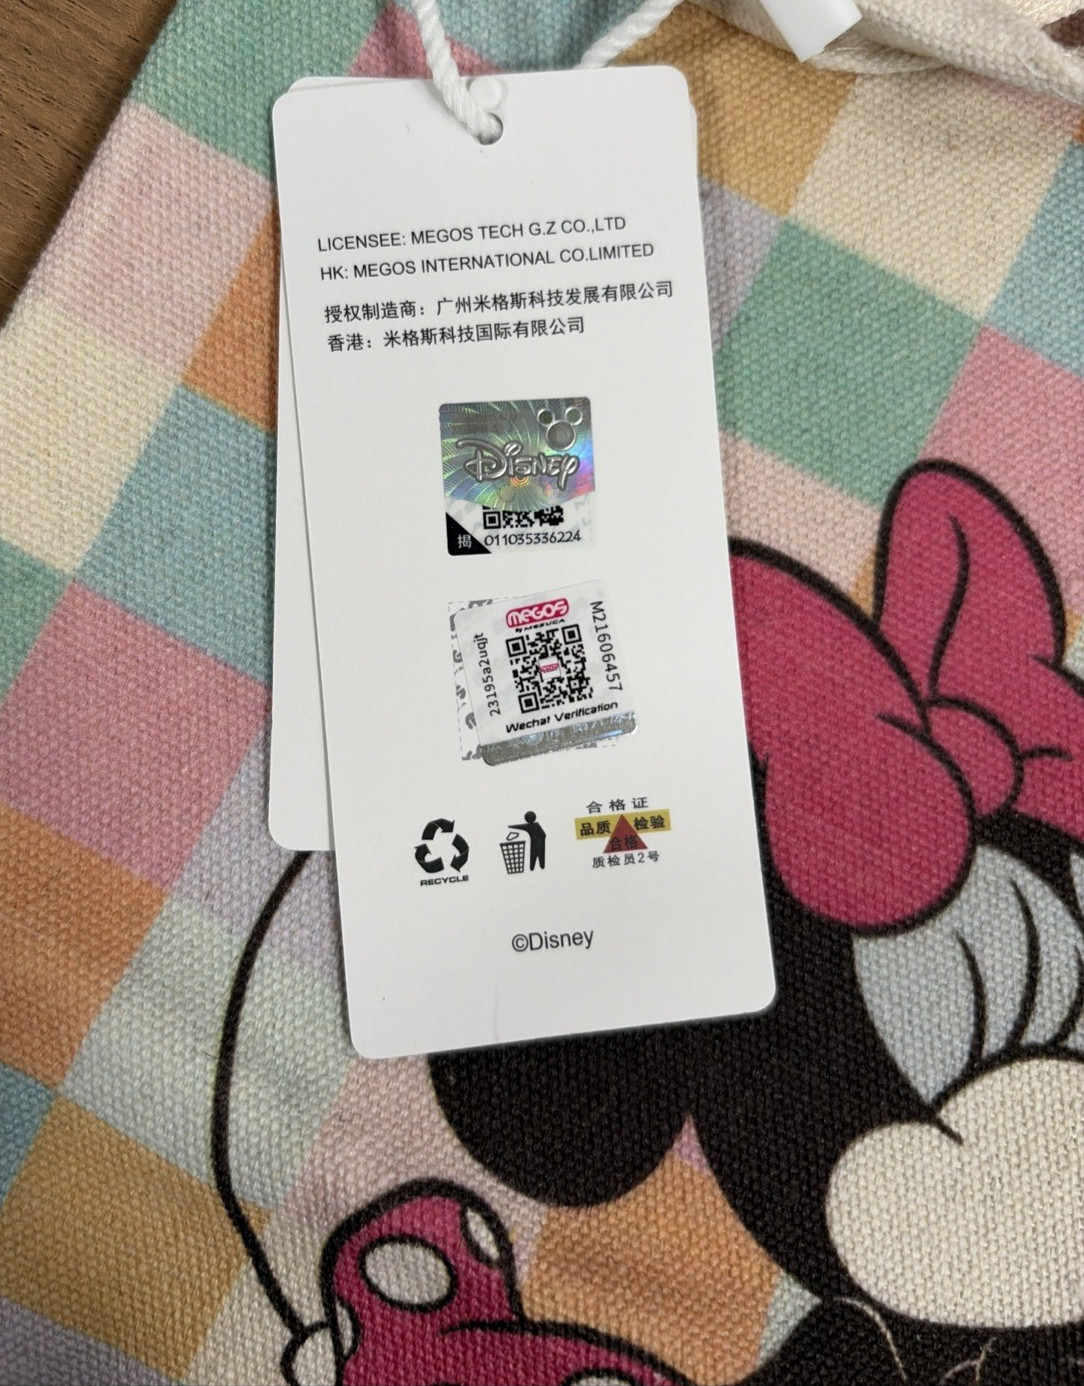 LICENSEE: MEGOS TECH G.Z CO.,LTD
HK: MEGOS INTERNATIONAL CO.LIMITED
授权制造商：广州米格斯科技发展有限公司
香港：米格斯科技国际有限公司
Disney
揭 011035336224
MEGOS
by MESUCA
23195a2uqjt
M21606457
Wechat Verification
RECYCLE
合格证
品质 检验
合格
质检员2号
©Disney